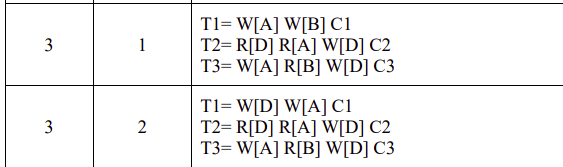 3 1 T1= W[A] W[B] C1
T2= R[D] R[A] W[D] C2
T3= W[A] R[B] W[D] C3
3 2 T1= W[D] W[A] C1
T2= R[D] R[A] W[D] C2
T3= W[A] R[B] W[D] C3